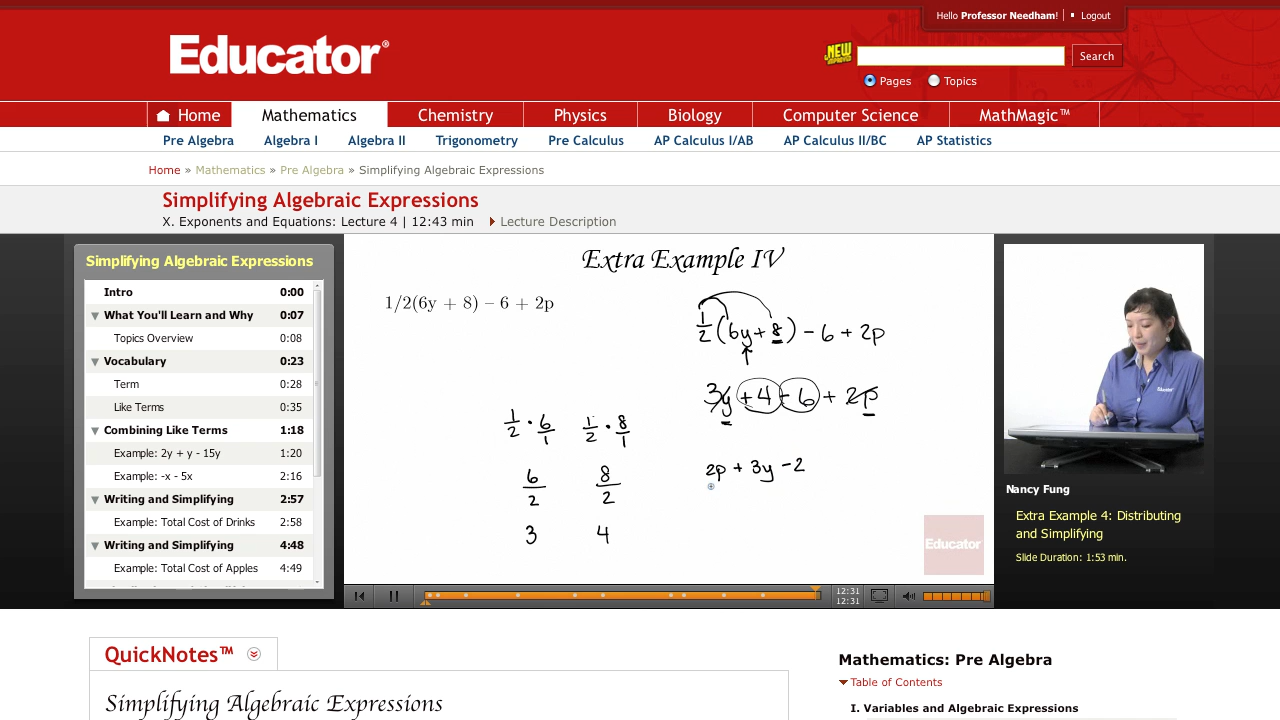 Hello Professor Needham! | ▪ Logout
Educator®
NEW
Search
Pages Topics
Home Mathematics Chemistry Physics Biology Computer Science MathMagic™
Pre Algebra Algebra I Algebra II Trigonometry Pre Calculus AP Calculus I/AB AP Calculus II/BC AP Statistics
Home » Mathematics » Pre Algebra » Simplifying Algebraic Expressions
Simplifying Algebraic Expressions
X. Exponents and Equations: Lecture 4 | 12:43 min Lecture Description
Simplifying Algebraic Expressions
Intro 0:00
What You'll Learn and Why 0:07
Topics Overview 0:08
Vocabulary 0:23
Term 0:28
Like Terms 0:35
Combining Like Terms 1:18
Example: 2y + y - 15y 1:20
Example: -x - 5x 2:16
Writing and Simplifying 2:57
Example: Total Cost of Drinks 2:58
Writing and Simplifying 4:48
Example: Total Cost of Apples 4:49
Extra Example IV
1/2(6y + 8) – 6 + 2p
1/2 (6y + 8) - 6 + 2p
3y + 4 - 6 + 2p
1/2 · 6/1 1/2 · 8/1
6/2 8/2
3 4
2p + 3y - 2
Educator
12:31
12:31
Educator
Nancy Fung
Extra Example 4: Distributing
and Simplifying
Slide Duration: 1:53 min.
QuickNotes™
Simplifying Algebraic Expressions
Mathematics: Pre Algebra
Table of Contents
I. Variables and Algebraic Expressions